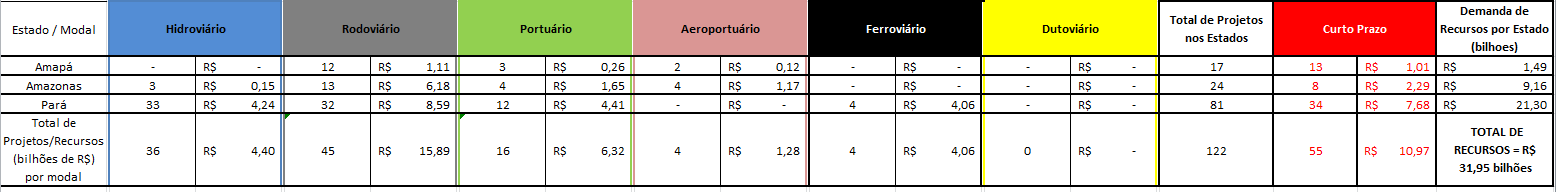 Estado / Modal Hidroviário Rodoviário Portuário Aeroportuário Ferroviário Dutoviário Total de Projetos nos Estados Curto Prazo Demanda de Recursos por Estado (bilhoes)
Amapá - R$ - 12 R$ 1,11 3 R$ 0,26 2 R$ 0,12 - R$ - - R$ - 17 13 R$ 1,01 R$ 1,49
Amazonas 3 R$ 0,15 13 R$ 6,18 4 R$ 1,65 4 R$ 1,17 - R$ - - R$ - 24 8 R$ 2,29 R$ 9,16
Pará 33 R$ 4,24 32 R$ 8,59 12 R$ 4,41 - R$ - 4 R$ 4,06 - R$ - 81 34 R$ 7,68 R$ 21,30
Total de Projetos/Recursos (bilhões de R$) por modal 36 R$ 4,40 45 R$ 15,89 16 R$ 6,32 4 R$ 1,28 4 R$ 4,06 0 R$ - 122 55 R$ 10,97 TOTAL DE RECURSOS = R$ 31,95 bilhões